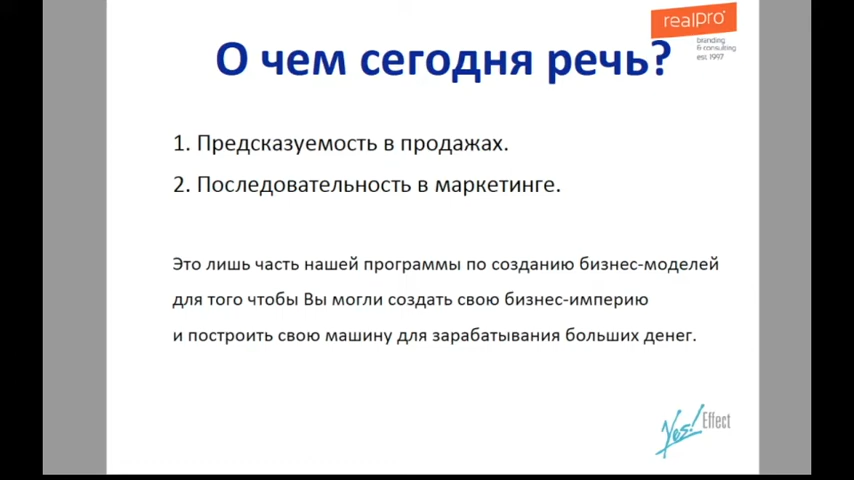 realpro
branding
& consulting
est 1997
О чем сегодня речь?
1. Предсказуемость в продажах.
2. Последовательность в маркетинге.
Это лишь часть нашей программы по созданию бизнес-моделей
для того чтобы Вы могли создать свою бизнес-империю
и построить свою машину для зарабатывания больших денег.
Yes! Effect